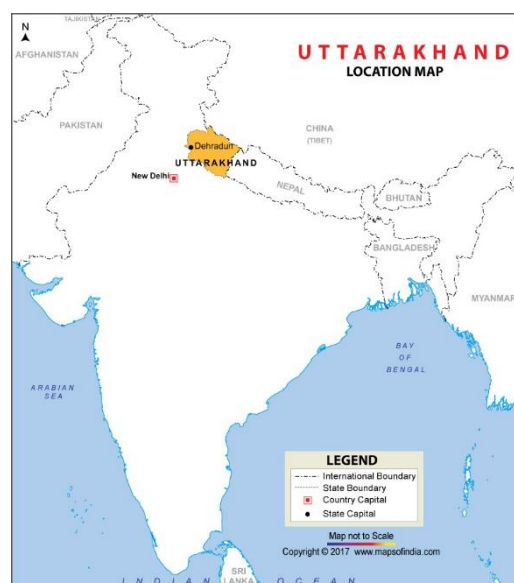 TAJIKISTAN
N
AFGHANISTAN
UTTARAKHAND
LOCATION MAP
PAKISTAN
CHINA
(TIBET)
Dehradun
UTTARAKHAND
New Delhi
NEPAL
BHUTAN
BANGLADESH
MYANMAR
BAY
OF
BENGAL
ARABIAN
SEA
LEGEND
International Boundary
State Boundary
Country Capital
State Capital
Map not to Scale
Copyright © 2017 www.mapsofindia.com
SRI
LANKA
INDIAN OCEAN